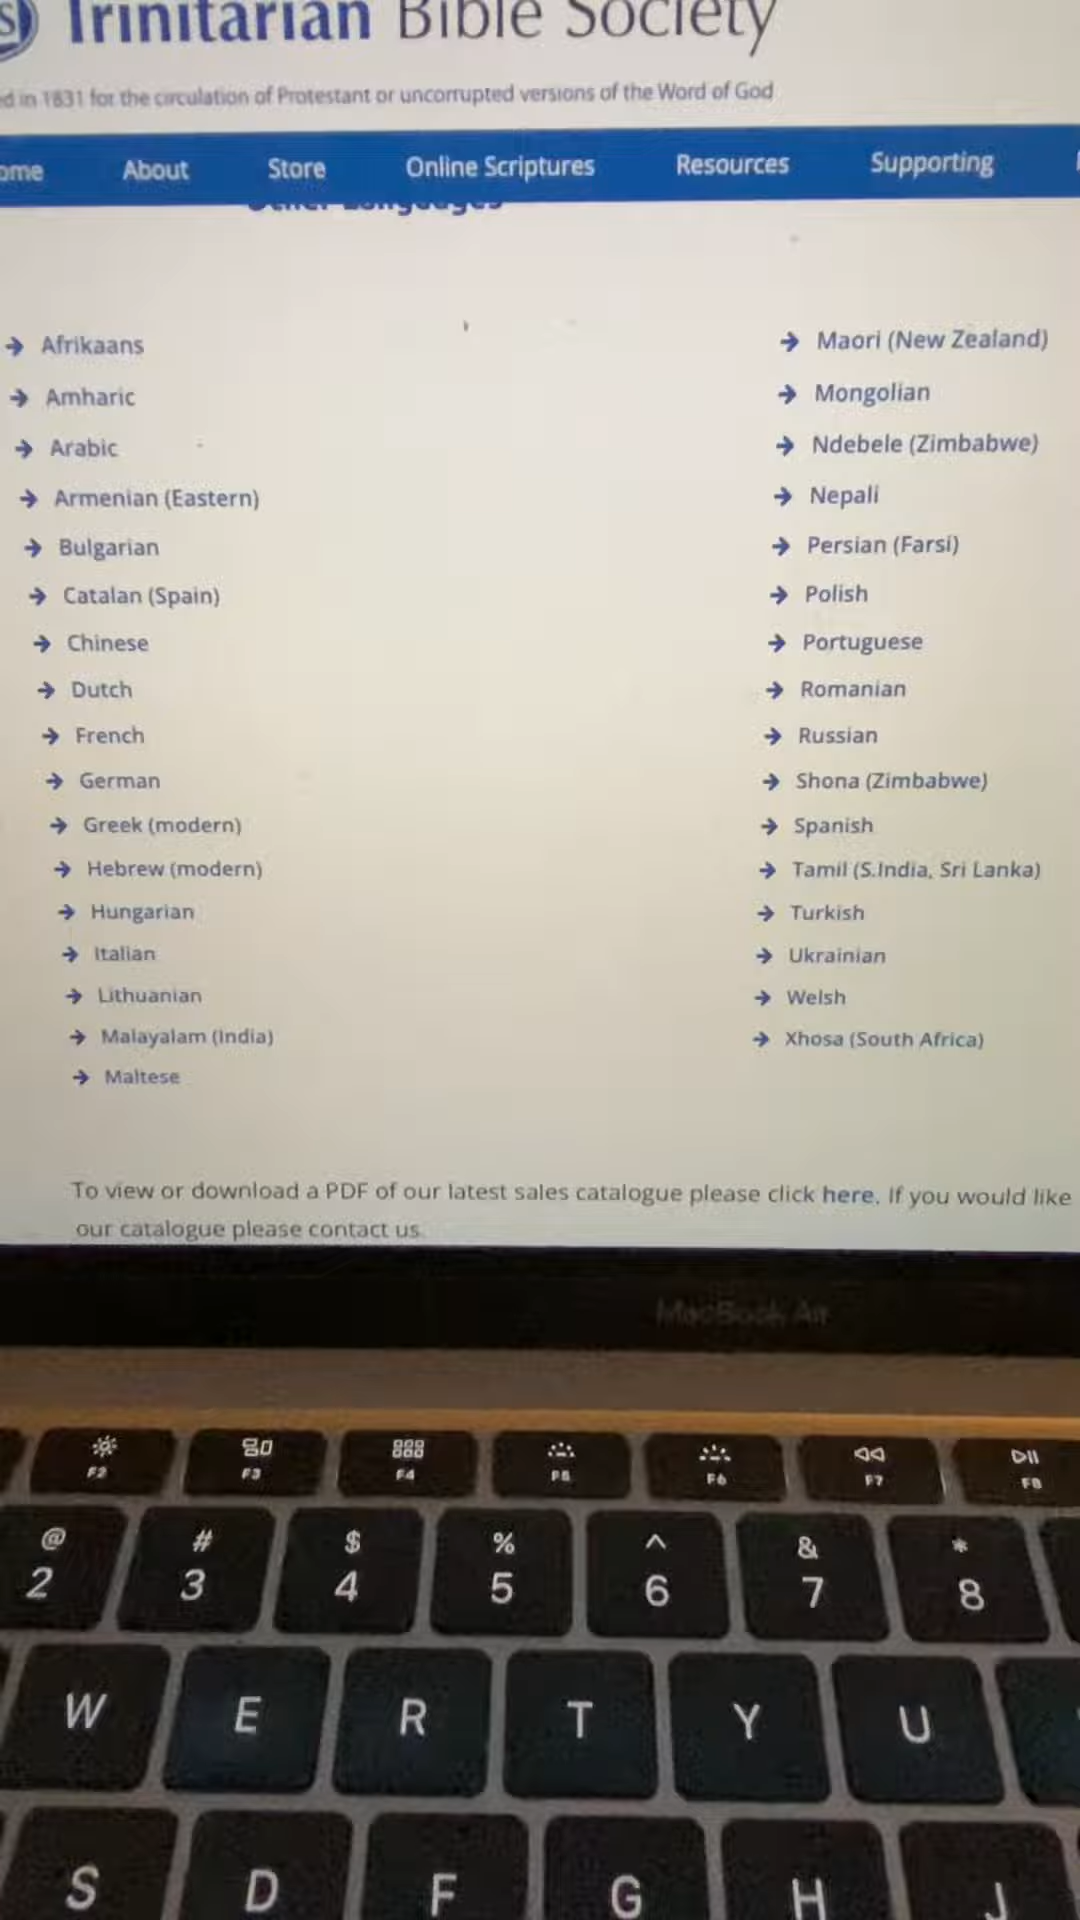 Trinitarian Bible Society
in 1831 for the circulation of Protestant or uncorrupted versions of the Word of God
About Store Online Scriptures Resources Supporting
Other Languages
Afrikaans
Amharic
Arabic
Armenian (Eastern)
Bulgarian
Catalan (Spain)
Chinese
Dutch
French
German
Greek (modern)
Hebrew (modern)
Hungarian
Italian
Lithuanian
Malayalam (India)
Maltese
Maori (New Zealand)
Mongolian
Ndebele (Zimbabwe)
Nepali
Persian (Farsi)
Polish
Portuguese
Romanian
Russian
Shona (Zimbabwe)
Spanish
Tamil (S.India, Sri Lanka)
Turkish
Ukrainian
Welsh
Xhosa (South Africa)
To view or download a PDF of our latest sales catalogue please click here. If you would like
our catalogue please contact us.
MacBook Air
F2 F3 F4 F5 F6 F7 F8
@ # $ % ^ & *
2 3 4 5 6 7 8
W E R T Y U
S D F G H J